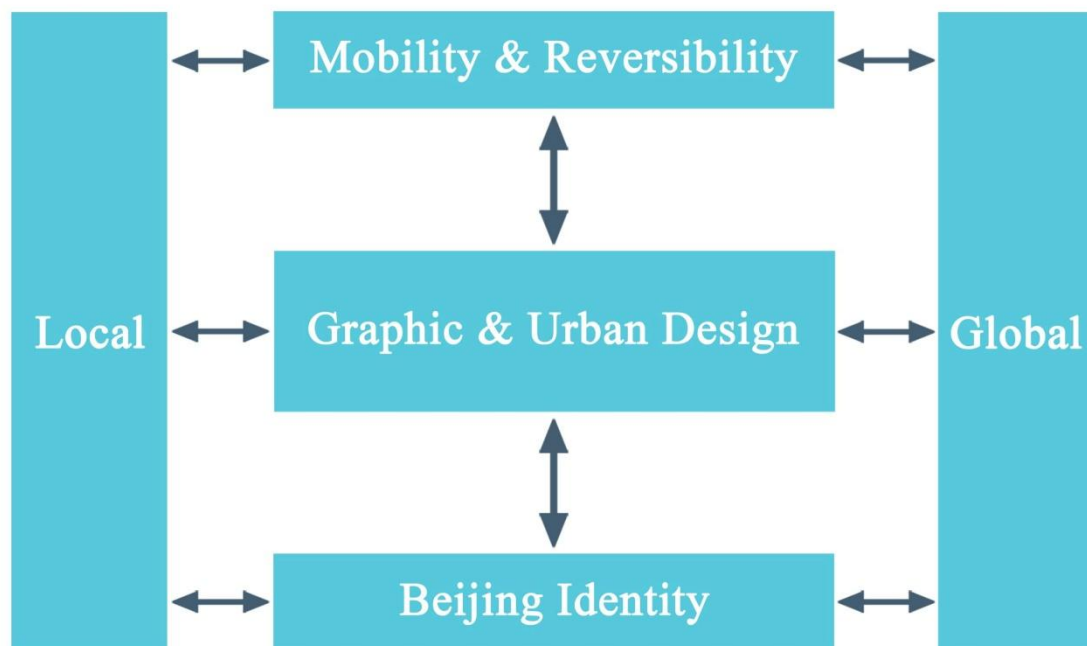 Mobility & Reversibility
Local
Graphic & Urban Design
Global
Beijing Identity